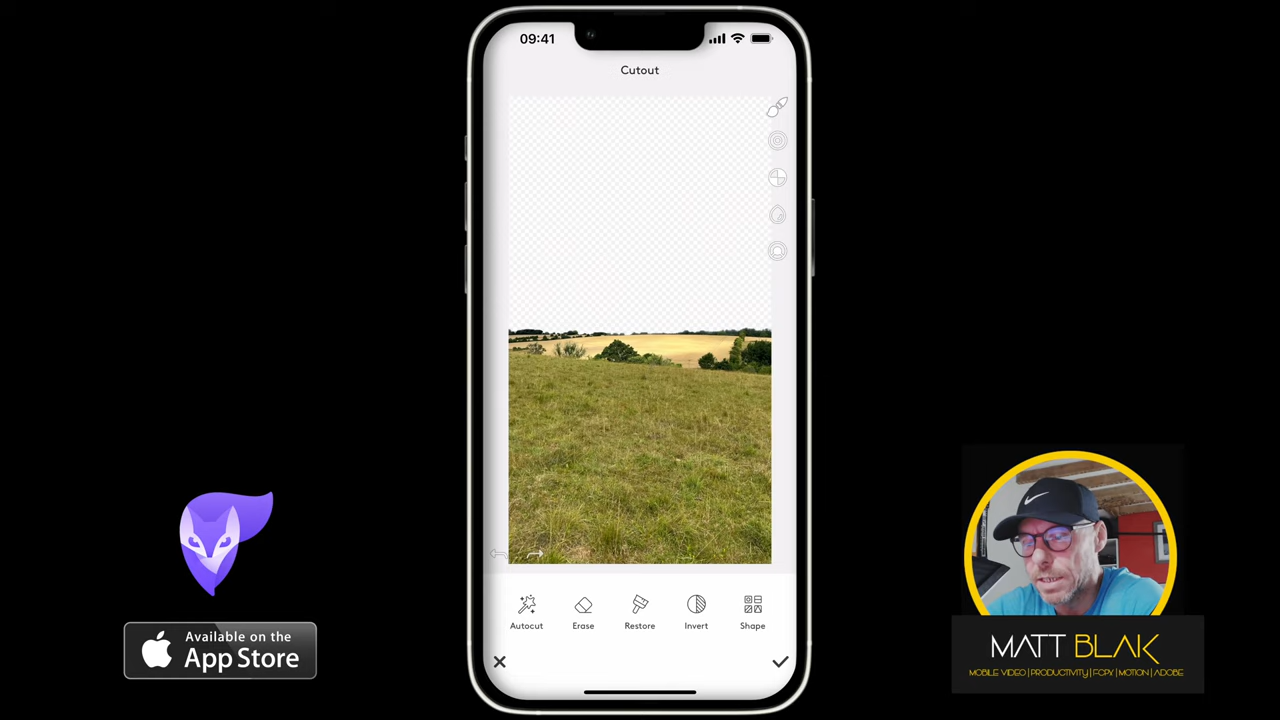 09:41
Cutout
Autocut
Erase
Restore
Invert
Shape
Available on the
App Store
MATT BLAK
MOBILE VIDEO | PRODUCTIVITY | FCPX | MOTION | ADOBE